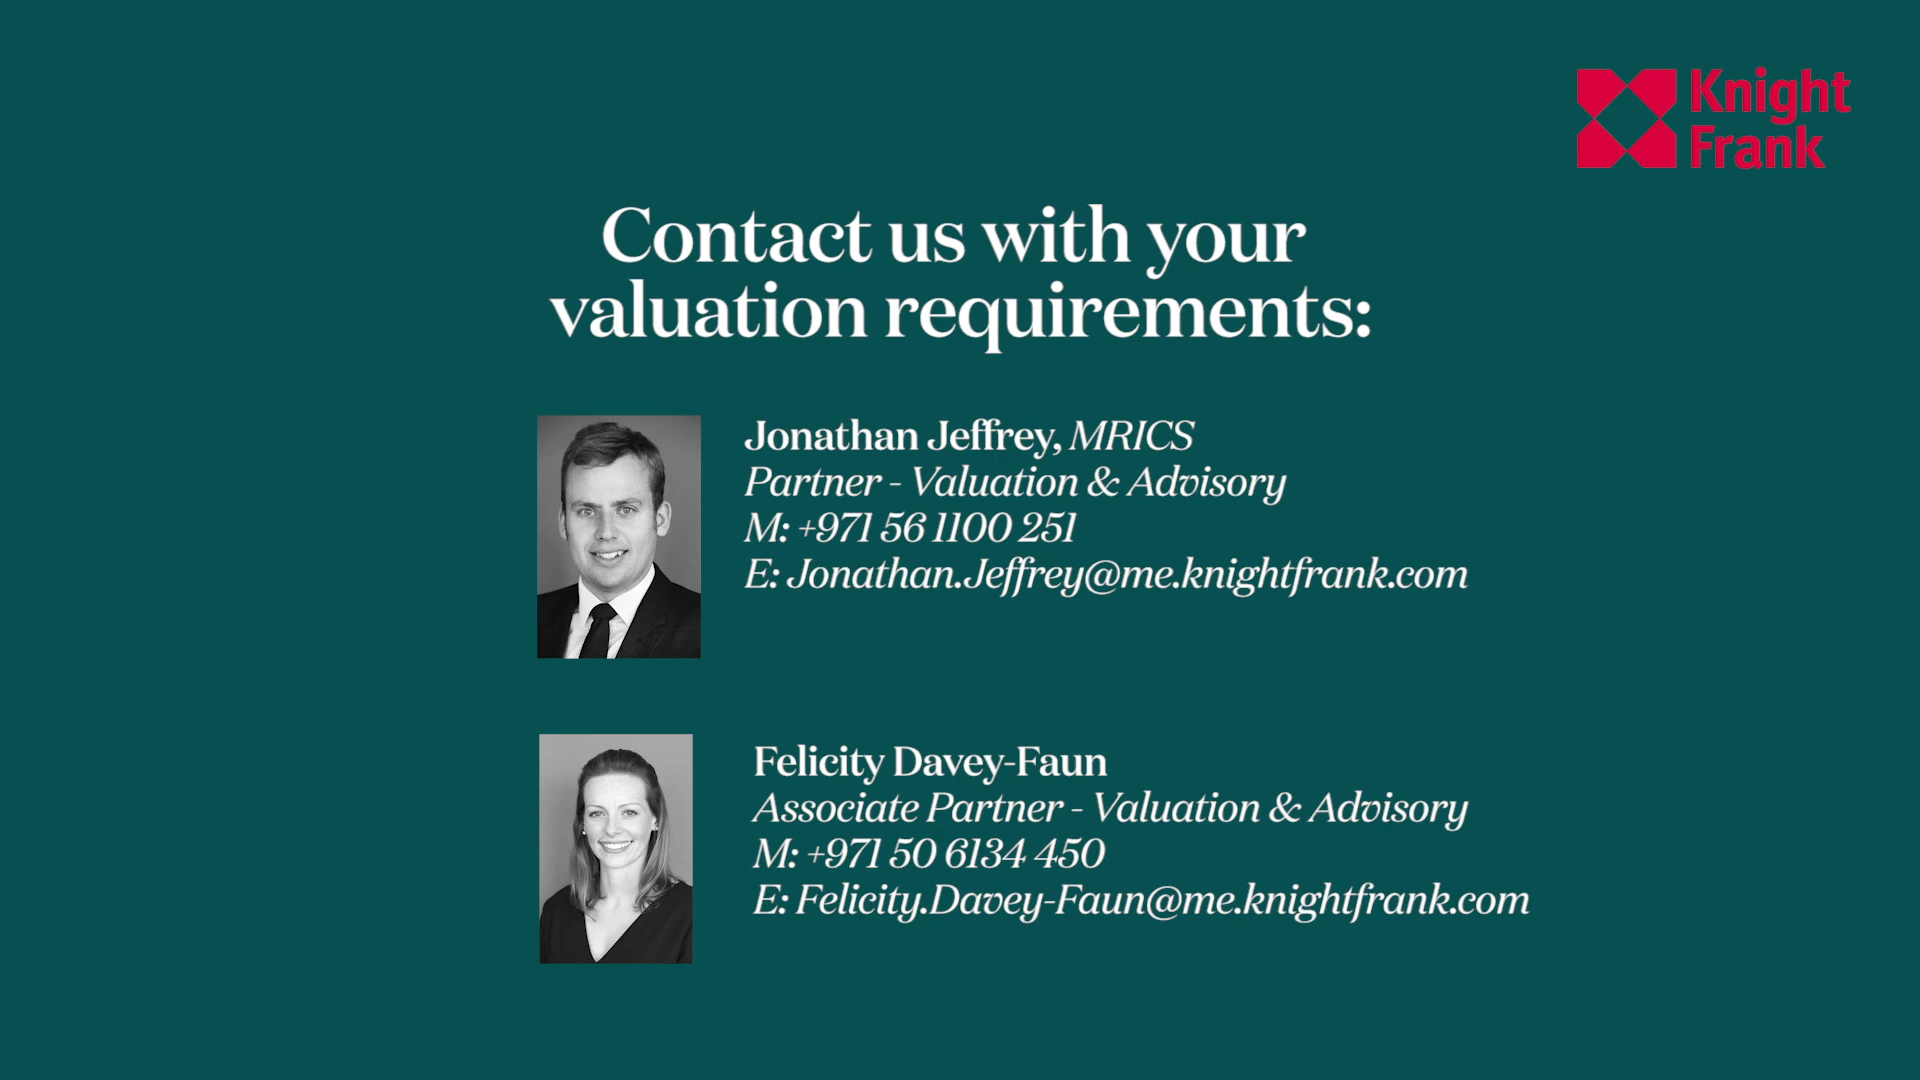 Knight
Frank
Contact us with your
valuation requirements:
Jonathan Jeffrey, MRICS
Partner - Valuation & Advisory
M: +971 56 1100 251
E: Jonathan.Jeffrey@me.knightfrank.com
Felicity Davey-Faun
Associate Partner - Valuation & Advisory
M: +971 50 6134 450
E: Felicity.Davey-Faun@me.knightfrank.com